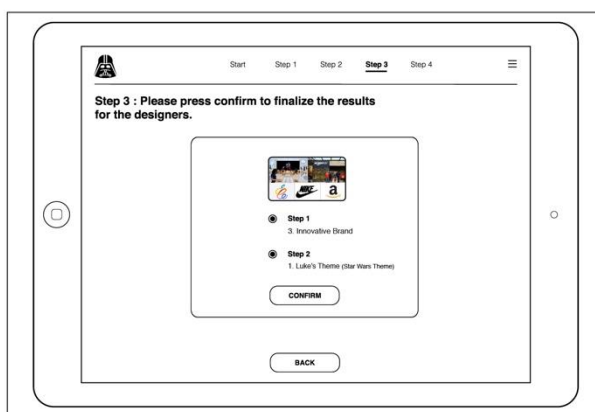 Start Step 1 Step 2 Step 3 Step 4
Step 3 : Please press confirm to finalize the results
for the designers.
NIKE
a
Step 1
3. Innovative Brand
Step 2
1. Luke's Theme (Star Wars Theme)
CONFIRM
BACK